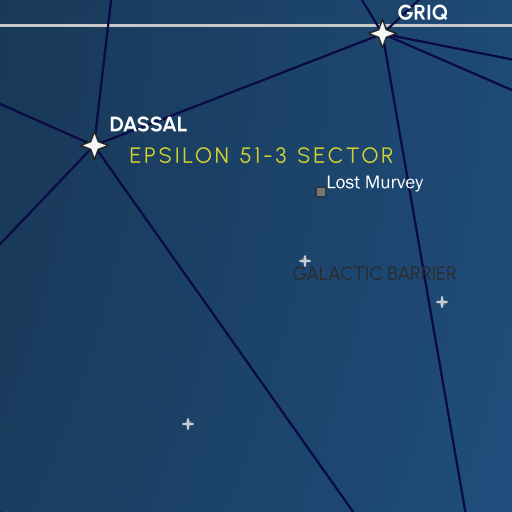 GRIQ
DASSAL
EPSILON 51-3 SECTOR
Lost Murvey
GALACTIC BARRIER